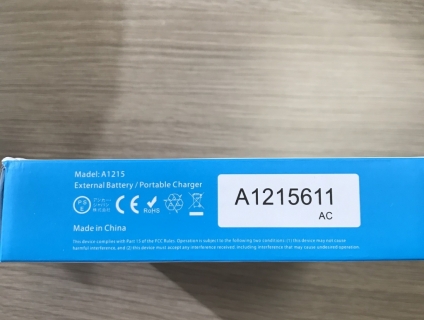 Model: A1215
External Battery / Portable Charger
PSE
CE
RoHS
A1215611
AC
Made in China
This device complies with Part 15 of the FCC Rules. Operation is subject to the following two conditions: (1) this device may not cause
harmful interference, and (2) this device must accept any interference received, including interference that may cause undesired operation.